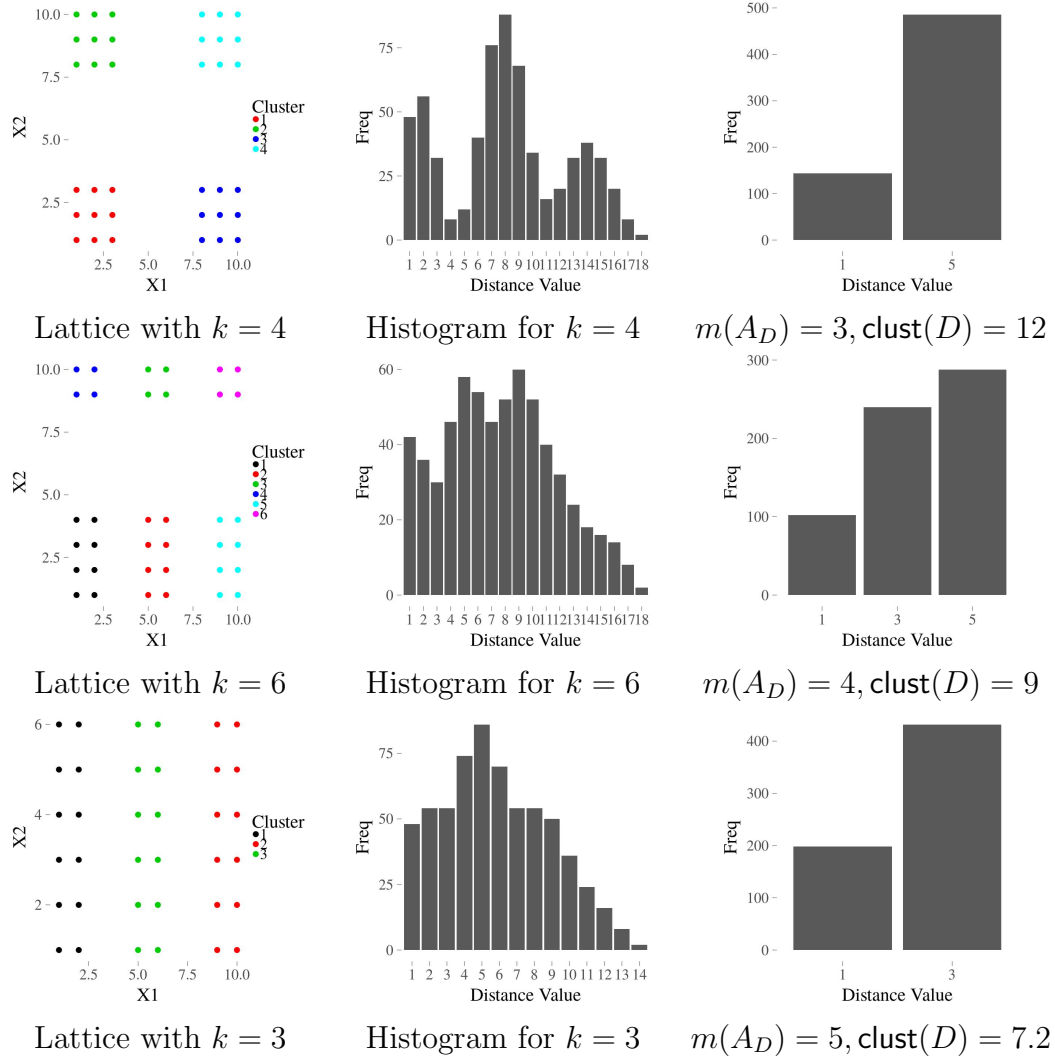 10.0
7.5
5.0
2.5
X2
2.5 5.0 7.5 10.0
X1
Cluster
1
2
3
4
75
50
25
0
Freq
1 2 3 4 5 6 7 8 9 10 11 12 13 14 15 16 17 18
Distance Value
500
400
300
200
100
0
Freq
1 5
Distance Value
Lattice with k = 4
Histogram for k = 4
m(A_D) = 3, clust(D) = 12
10.0
7.5
5.0
2.5
X2
2.5 5.0 7.5 10.0
X1
Cluster
1
2
3
4
5
6
60
40
20
0
Freq
1 2 3 4 5 6 7 8 9 10 11 12 13 14 15 16 17 18
Distance Value
300
200
100
0
Freq
1 3 5
Distance Value
Lattice with k = 6
Histogram for k = 6
m(A_D) = 4, clust(D) = 9
6
4
2
X2
2.5 5.0 7.5 10.0
X1
Cluster
1
2
3
75
50
25
0
Freq
1 2 3 4 5 6 7 8 9 10 11 12 13 14
Distance Value
400
300
200
100
0
Freq
1 3
Distance Value
Lattice with k = 3
Histogram for k = 3
m(A_D) = 5, clust(D) = 7.2